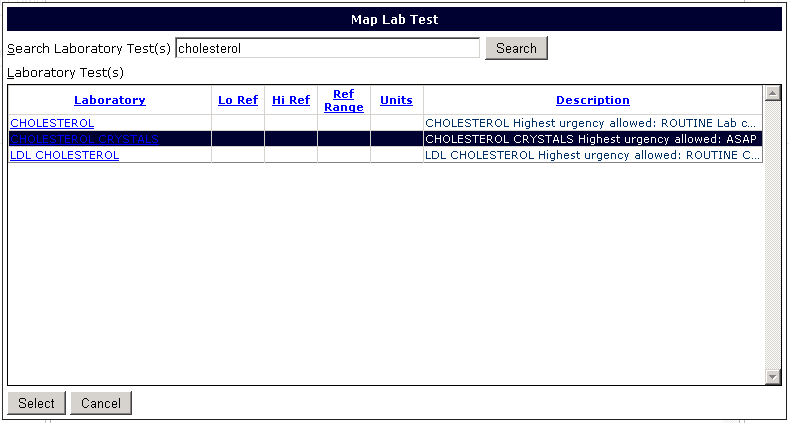 Map Lab Test
Search Laboratory Test(s) cholesterol Search
Laboratory Test(s)
Laboratory Lo Ref Hi Ref Ref Range Units Description
CHOLESTEROL CHOLESTEROL Highest urgency allowed: ROUTINE Lab c...
CHOLESTEROL CRYSTALS CHOLESTEROL CRYSTALS Highest urgency allowed: ASAP
LDL CHOLESTEROL LDL CHOLESTEROL Highest urgency allowed: ROUTINE C...
Select Cancel